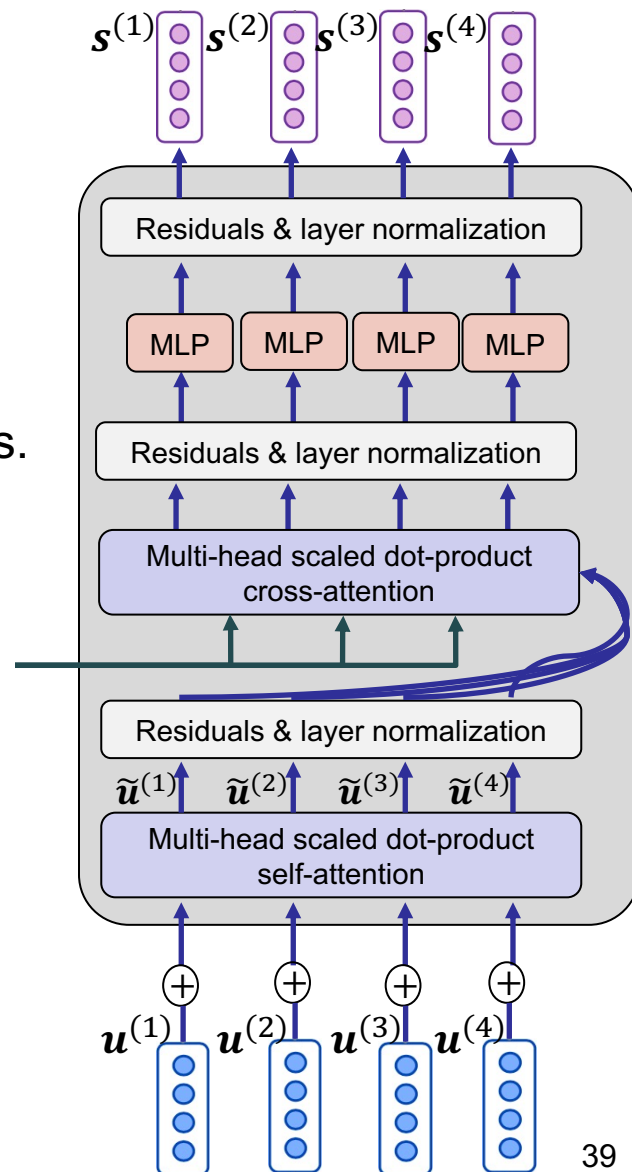 𝒔⁽¹⁾ 𝒔⁽²⁾ 𝒔⁽³⁾ 𝒔⁽⁴⁾
Residuals & layer normalization
MLP MLP MLP MLP
s.
Residuals & layer normalization
Multi-head scaled dot-product
cross-attention
Residuals & layer normalization
𝒖̃⁽¹⁾ 𝒖̃⁽²⁾ 𝒖̃⁽³⁾ 𝒖̃⁽⁴⁾
Multi-head scaled dot-product
self-attention
+ + + +
𝒖⁽¹⁾ 𝒖⁽²⁾ 𝒖⁽³⁾ 𝒖⁽⁴⁾
39